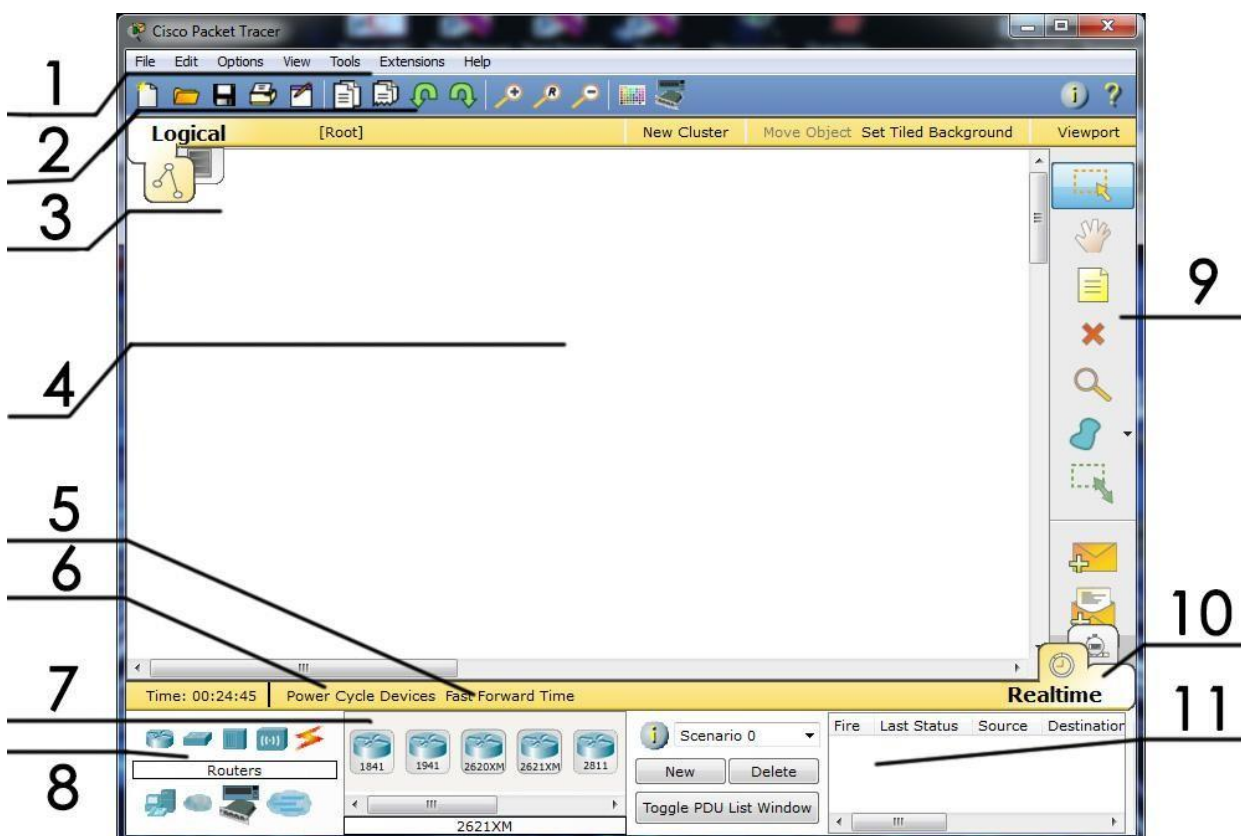 Cisco Packet Tracer
File Edit Options View Tools Extensions Help
1
R
i ?
2
Logical [Root] New Cluster Move Object Set Tiled Background Viewport
3
9
4
5
6
10
7
Time: 00:24:45 Power Cycle Devices Fast Forward Time Realtime
11
i Scenario 0 Fire Last Status Source Destination
Routers 1841 1941 2620XM 2621XM 2811 New Delete
8
Toggle PDU List Window
2621XM